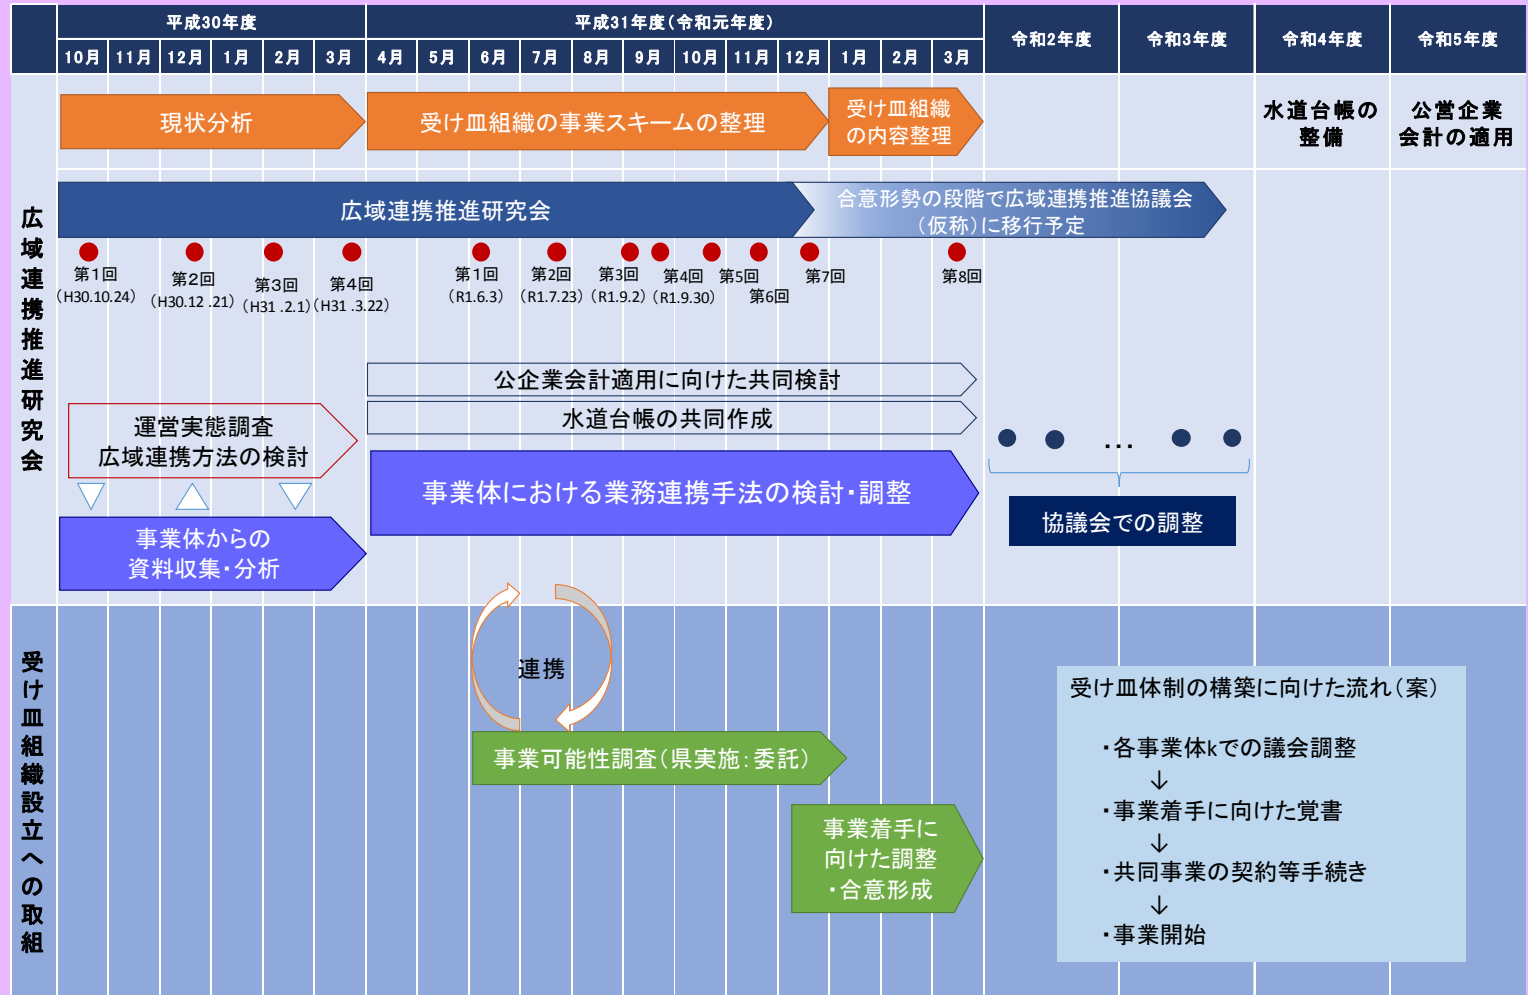 平成30年度
平成31年度(令和元年度)
令和2年度
令和3年度
令和4年度
令和5年度
10月 11月 12月 1月 2月 3月 4月 5月 6月 7月 8月 9月 10月 11月 12月 1月 2月 3月
広域連携推進研究会
現状分析
受け皿組織の事業スキームの整理
受け皿組織
の内容整理
水道台帳の
整備
公営企業
会計の適用
広域連携推進研究会
合意形勢の段階で広域連携推進協議会
(仮称)に移行予定
第1回
(H30.10.24)
第2回
(H30.12 .21)
第3回
(H31 .2.1)
第4回
(H31 .3.22)
第1回
(R1.6.3)
第2回
(R1.7.23)
第3回
(R1.9.2)
第4回
(R1.9.30)
第5回
第6回
第7回
第8回
公企業会計適用に向けた共同検討
水道台帳の共同作成
運営実態調査
広域連携方法の検討
事業体における業務連携手法の検討・調整
…
協議会での調整
事業体からの
資料収集・分析
受け皿組織設立への取組
連携
事業可能性調査(県実施:委託)
事業着手に
向けた調整
・合意形成
受け皿体制の構築に向けた流れ(案)
・各事業体kでの議会調整
↓
・事業着手に向けた覚書
↓
・共同事業の契約等手続き
↓
・事業開始